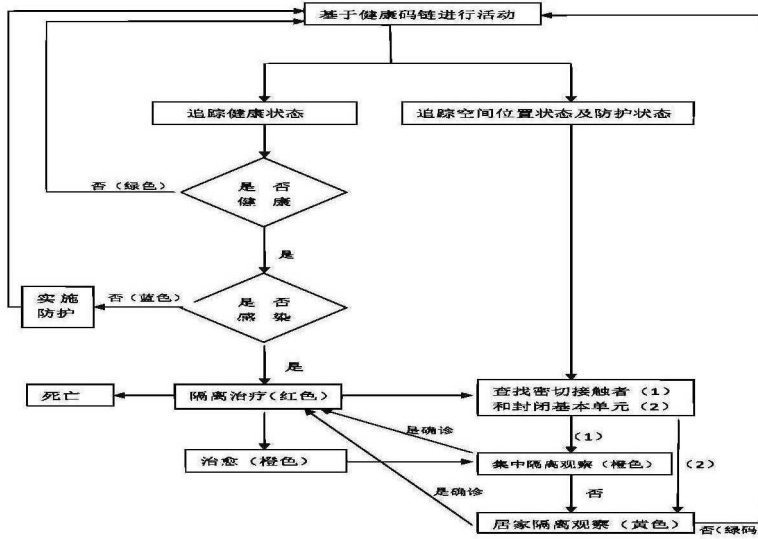 基于健康码链进行活动
追踪健康状态
追踪空间位置状态及防护状态
否（绿色）
是 否
健 康
是
实施
防护
否（蓝色）
是 否
感 染
是
死亡
隔离治疗(红色)
查找密切接触者（1）
和封闭基本单元（2）
是确诊
（1）
治愈（橙色）
集中隔离观察（橙色）
（2）
是确诊
否
居家隔离观察（黄色）
否(绿码